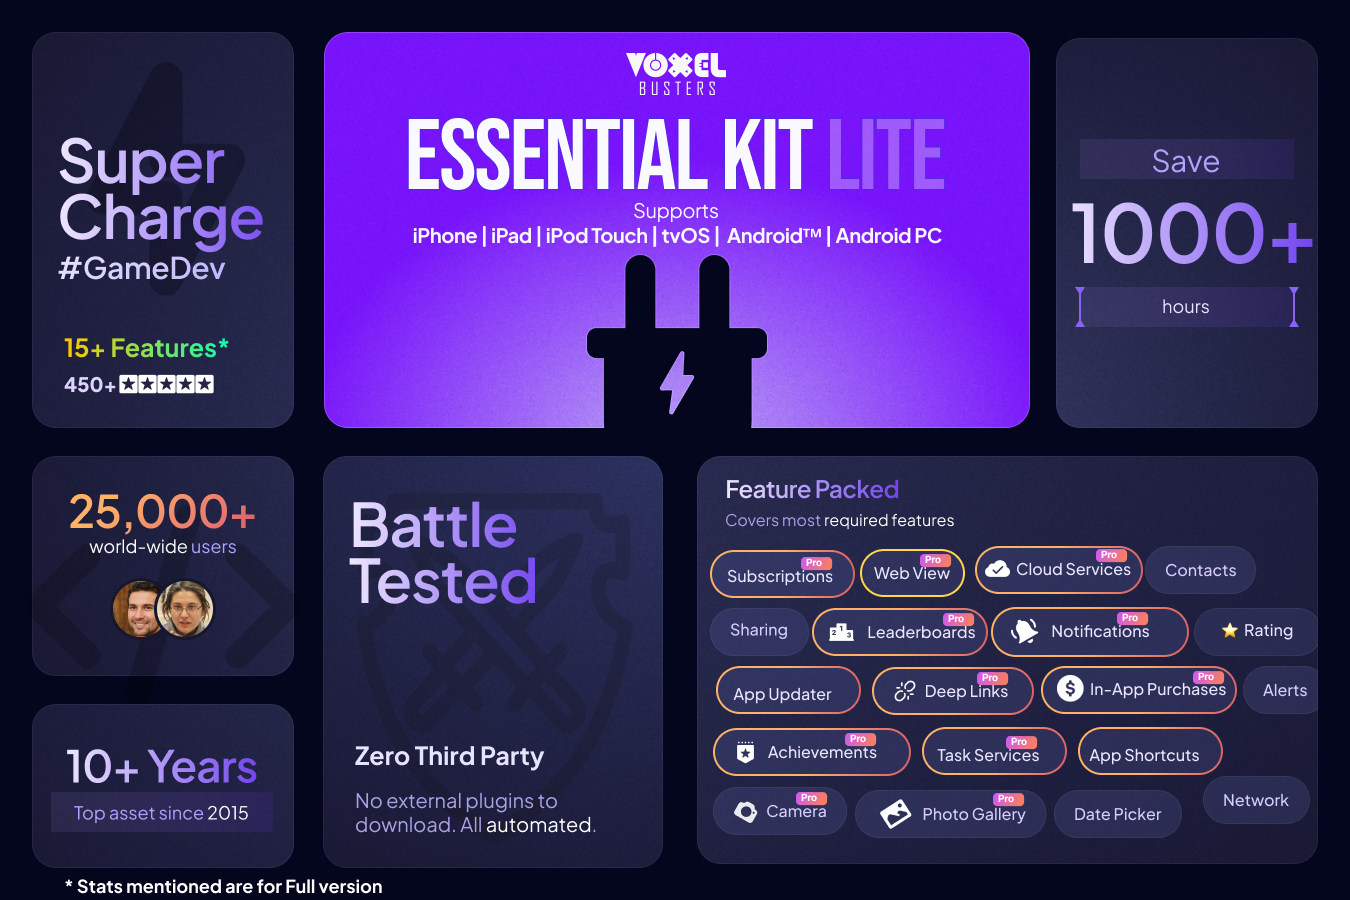 Super
Charge
#GameDev
15+ Features*
450+
VOXEL
BUSTERS
ESSENTIAL KIT LITE
Supports
iPhone | iPad | iPod Touch | tvOS | Android™ | Android PC
Save
1000+
hours
25,000+
world-wide users
10+ Years
Top asset since 2015
Battle
Tested
Zero Third Party
No external plugins to
download. All automated.
Feature Packed
Covers most required features
Subscriptions Pro
Web View Pro
Cloud Services Pro
Contacts
Sharing
2 1 3 Leaderboards Pro
Notifications Pro
Rating
App Updater
Deep Links Pro
$ In-App Purchases Pro
Alerts
Achievements Pro
Task Services Pro
App Shortcuts
Network
Camera Pro
Photo Gallery Pro
Date Picker
* Stats mentioned are for Full version